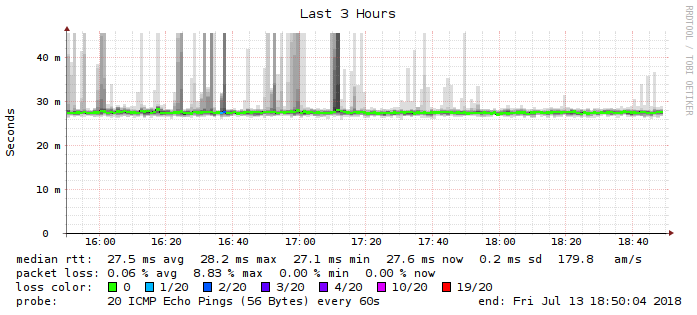 Last 3 Hours
RRDTOOL / TOBI OETIKER
Seconds
40 m
30 m
20 m
10 m
0
16:00 16:20 16:40 17:00 17:20 17:40 18:00 18:20 18:40
median rtt: 27.5 ms avg 28.2 ms max 27.1 ms min 27.6 ms now 0.2 ms sd 179.8 am/s
packet loss: 0.06 % avg 8.83 % max 0.00 % min 0.00 % now
loss color: 0 1/20 2/20 3/20 4/20 10/20 19/20
probe: 20 ICMP Echo Pings (56 Bytes) every 60s end: Fri Jul 13 18:50:04 2018